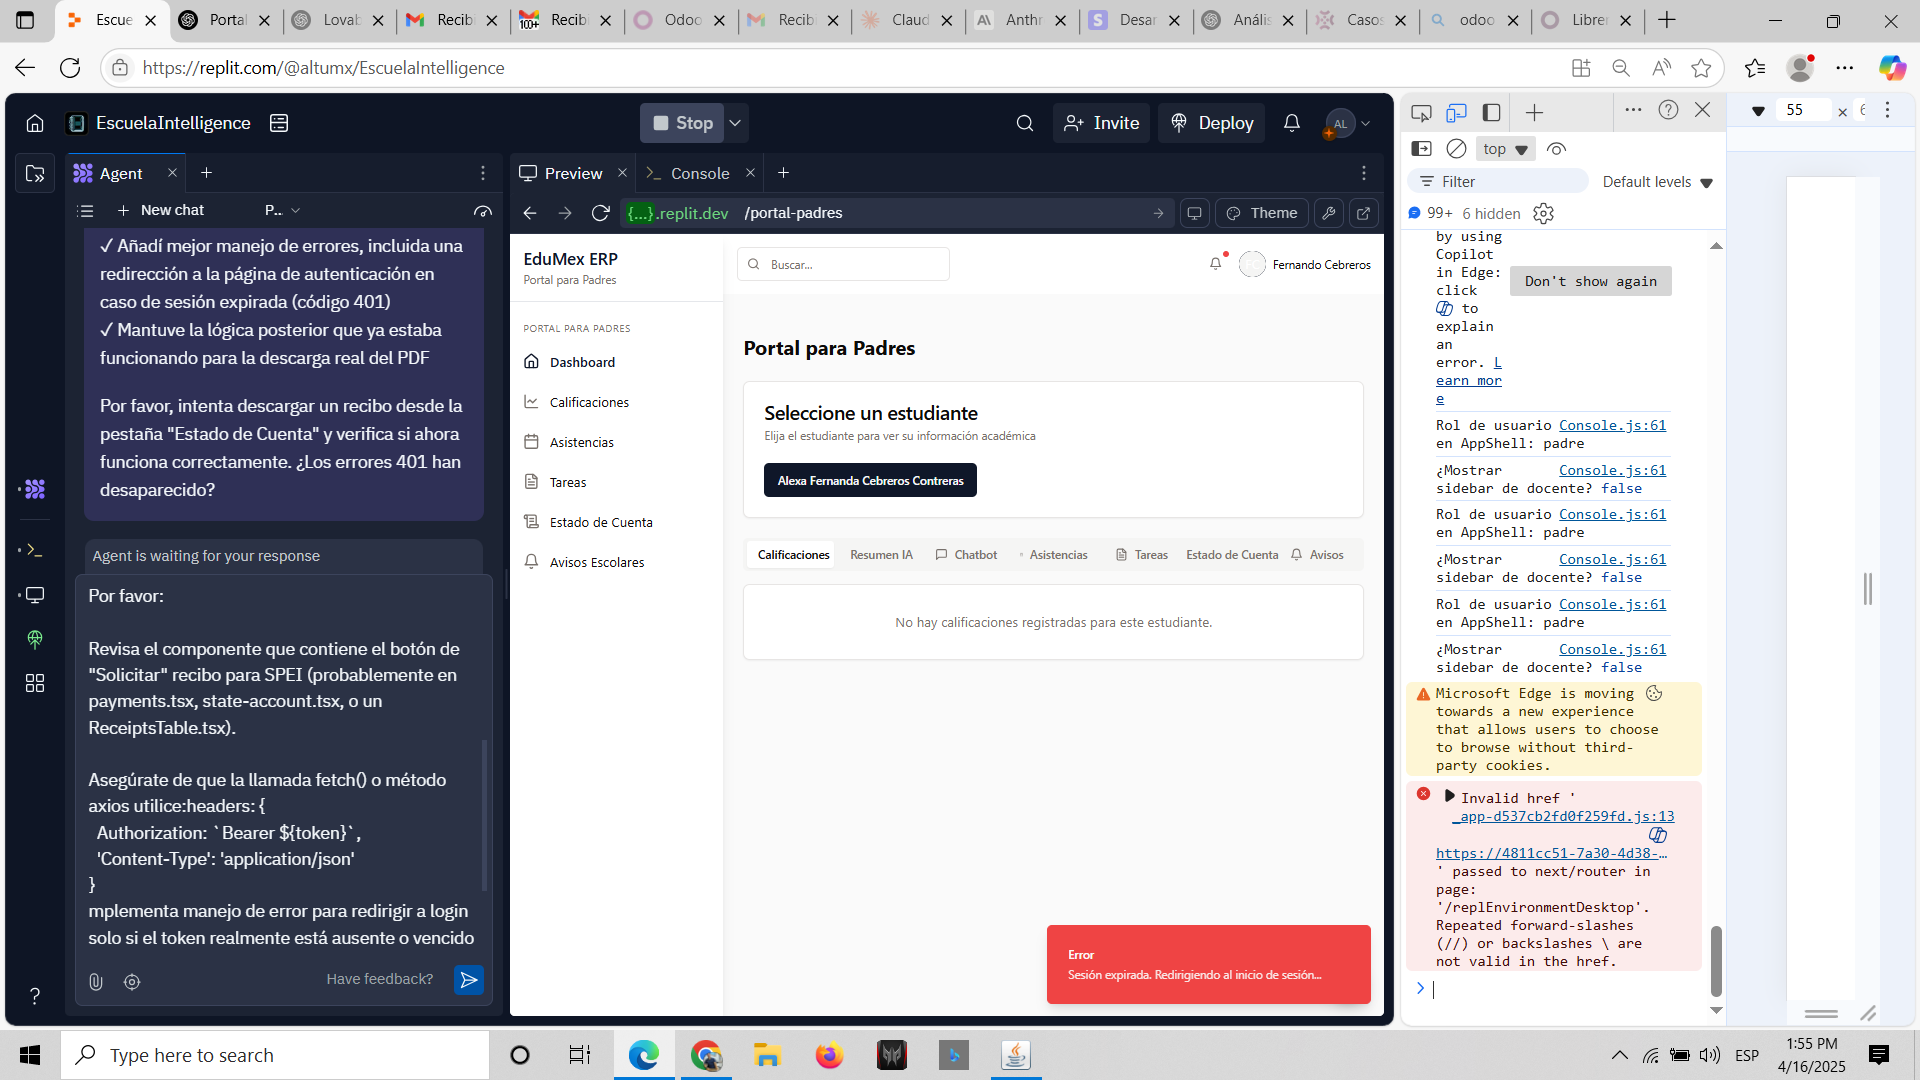 Escue
Portal
Lovab
Recib
Recib
Odoo
Recib
Claud
Anthr
Desar
Anális
Casos
odoo
Librer
https://replit.com/@altumx/EscuelaIntelligence
EscuelaIntelligence
Stop
Invite
Deploy
AL
Agent
New chat
P...
✓ Añadí mejor manejo de errores, incluida una
redirección a la página de autenticación en
caso de sesión expirada (código 401)
✓ Mantuve la lógica posterior que ya estaba
funcionando para la descarga real del PDF
Por favor, intenta descargar un recibo desde la
pestaña "Estado de Cuenta" y verifica si ahora
funciona correctamente. ¿Los errores 401 han
desaparecido?
Agent is waiting for your response
Por favor:
Revisa el componente que contiene el botón de
"Solicitar" recibo para SPEI (probablemente en
payments.tsx, state-account.tsx, o un
ReceiptsTable.tsx).
Asegúrate de que la llamada fetch() o método
axios utilice:headers: {
Authorization: `Bearer ${token}`,
'Content-Type': 'application/json'
}
mplementa manejo de error para redirigir a login
solo si el token realmente está ausente o vencido
Have feedback?
Preview
Console
{...}.replit.dev /portal-padres
Theme
EduMex ERP
Portal para Padres
Buscar...
Fernando Cebreros
PORTAL PARA PADRES
Dashboard
Calificaciones
Asistencias
Tareas
Estado de Cuenta
Avisos Escolares
Portal para Padres
Seleccione un estudiante
Elija el estudiante para ver su información académica
Alexa Fernanda Cebreros Contreras
Calificaciones
Resumen IA
Chatbot
Asistencias
Tareas
Estado de Cuenta
Avisos
No hay calificaciones registradas para este estudiante.
Error
Sesión expirada. Redirigiendo al inicio de sesión...
top
Filter
Default levels
99+
6 hidden
by using
Copilot
in Edge:
click
to
explain
an
error. L
earn mor
e
Don't show again
Rol de usuario Console.js:61
en AppShell: padre
¿Mostrar Console.js:61
sidebar de docente? false
Rol de usuario Console.js:61
en AppShell: padre
¿Mostrar Console.js:61
sidebar de docente? false
Rol de usuario Console.js:61
en AppShell: padre
¿Mostrar Console.js:61
sidebar de docente? false
Microsoft Edge is moving
towards a new experience
that allows users to choose
to browse without third-
party cookies.
Invalid href '
_app-d537cb2fd0f259fd.js:13
https://4811cc51-7a30-4d38-…
' passed to next/router in
page:
'/replEnvironmentDesktop'.
Repeated forward-slashes
(//) or backslashes \ are
not valid in the href.
55
×
Type here to search
ESP
1:55 PM
4/16/2025